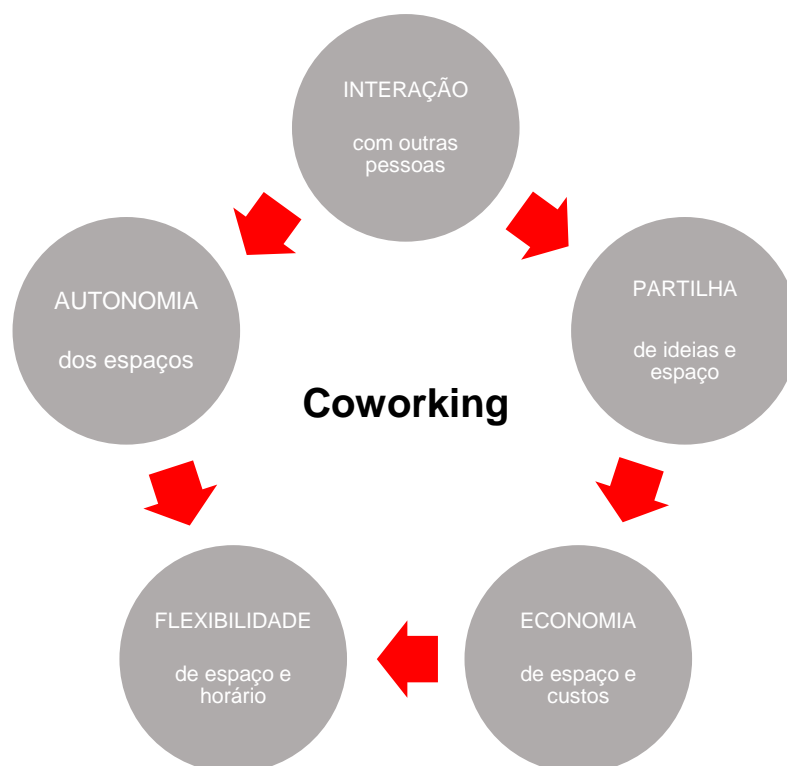 INTERAÇÃO
com outras
pessoas
AUTONOMIA
dos espaços
PARTILHA
de ideias e
espaço
Coworking
FLEXIBILIDADE
de espaço e
horário
ECONOMIA
de espaço e
custos